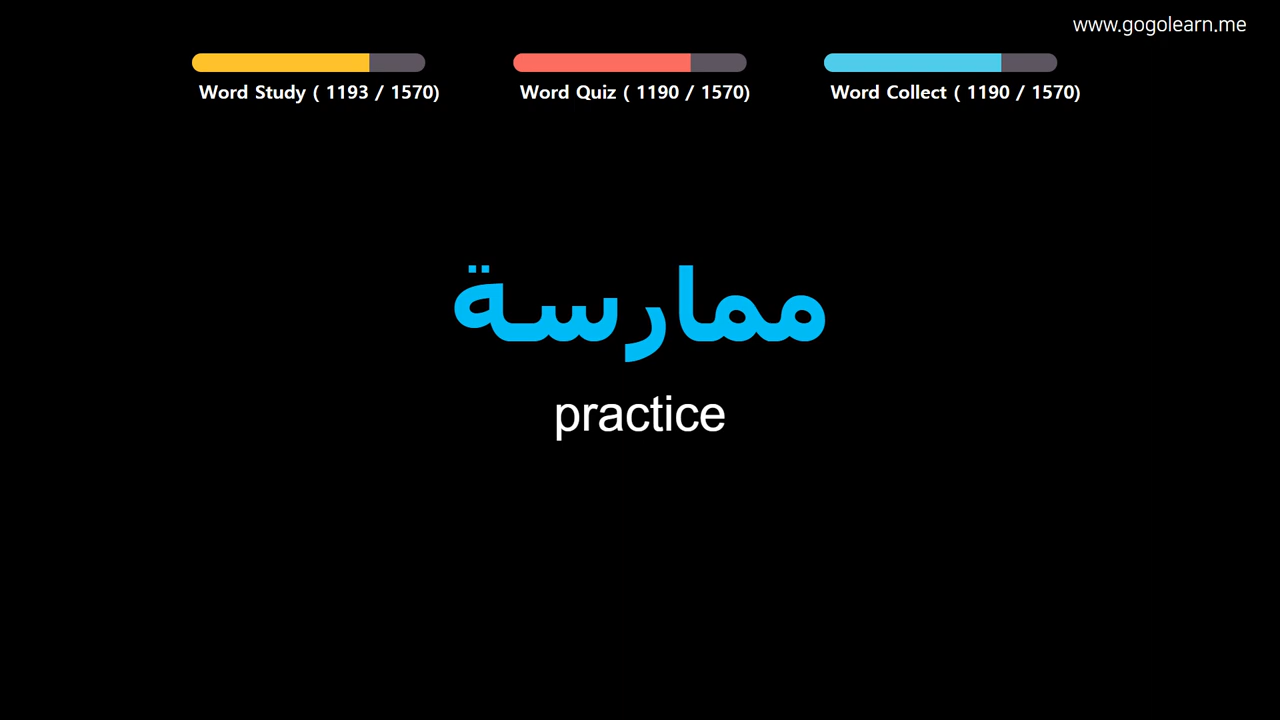 www.gogolearn.me
Word Study ( 1193 / 1570)
Word Quiz ( 1190 / 1570)
Word Collect ( 1190 / 1570)
ممارسة
practice